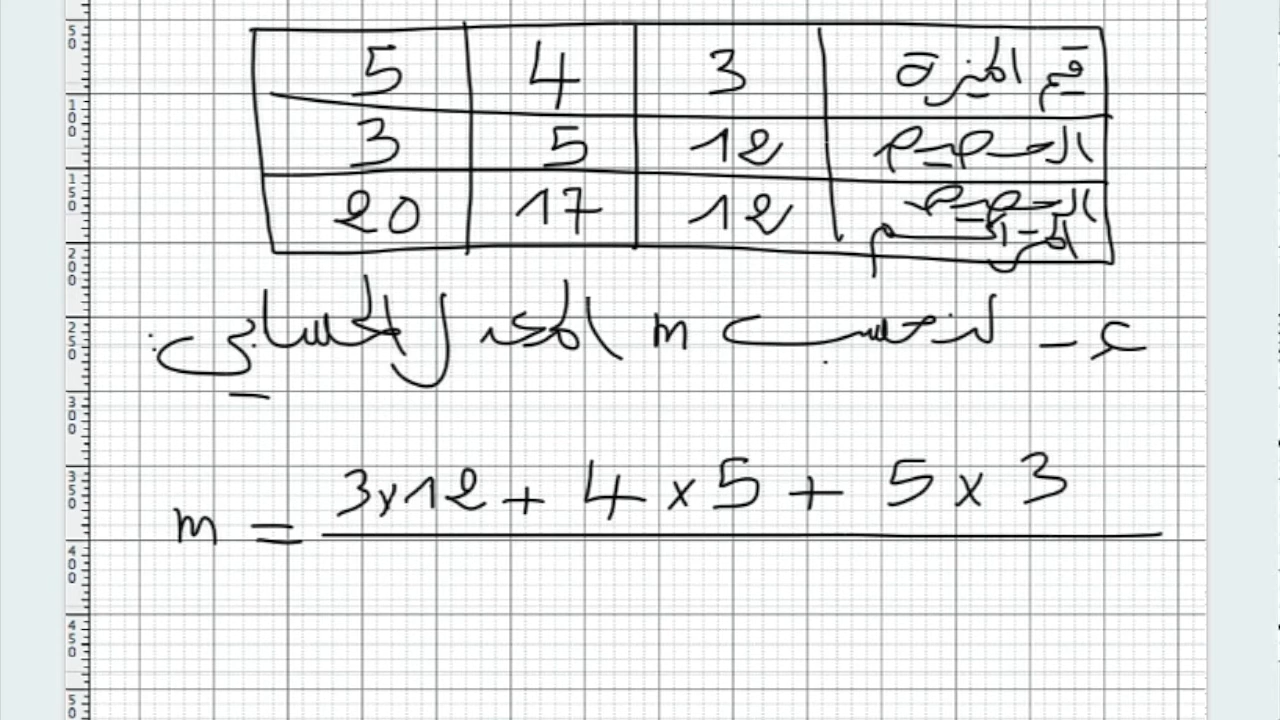 قيم الميزة 3 4 5
الحصيص 12 5 3
الحصيص المتراكم 12 17 20
ع - لنحسب m المعدل الحسابي:
m = 3x12 + 4 x 5 + 5 x 3